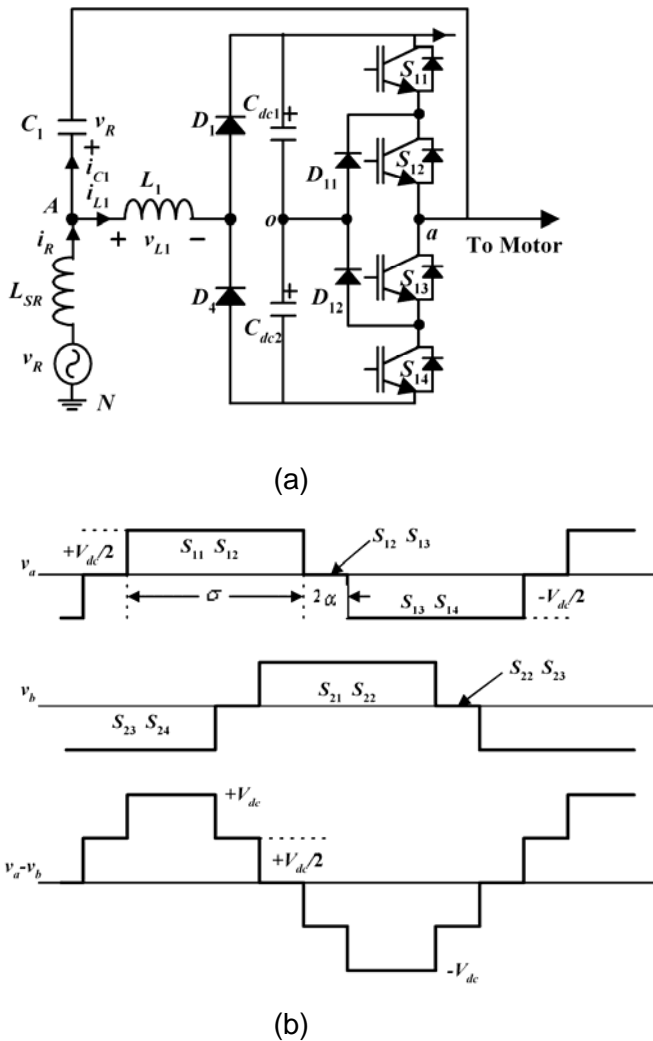 S11
C1
vR
+
D1
Cdc1
+
iC1
iL1
L1
D11
S12
A
+ vL1 −
o
a
To Motor
iR
LSR
D4
Cdc2
+
D12
S13
vR
S14
N
(a)
+Vdc/2
S11 S12
S12 S13
va
σ
2α
S13 S14
-Vdc/2
vb
S21 S22
S22 S23
S23 S24
+Vdc
+Vdc/2
va-vb
-Vdc
(b)